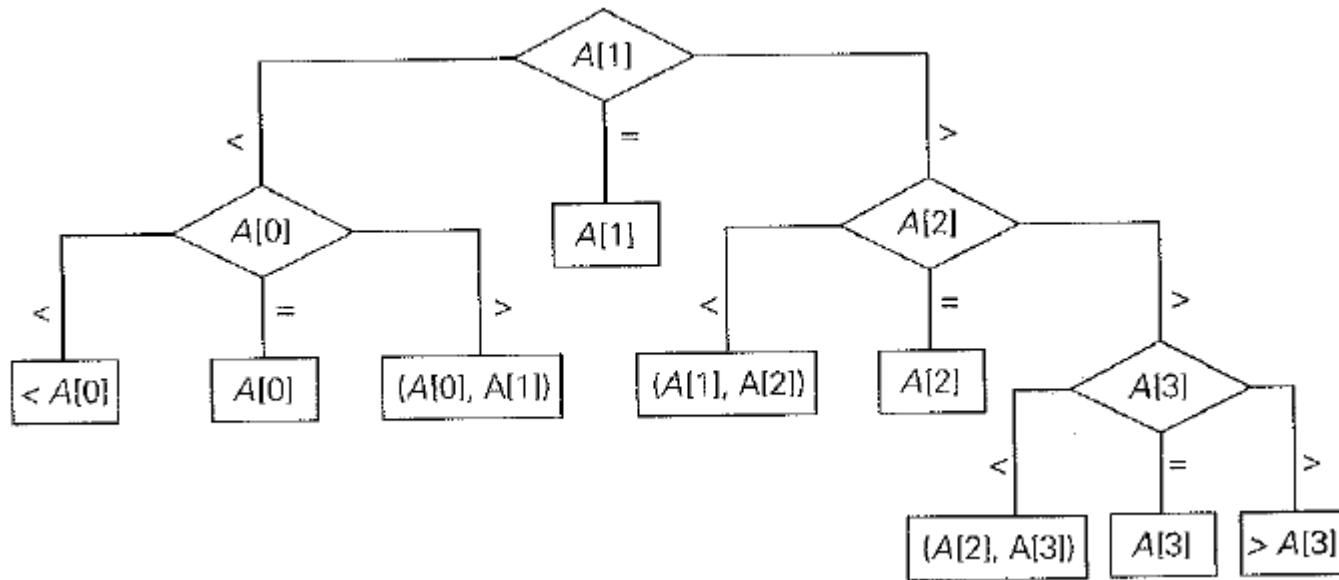 A[1]
< = >
A[0] A[1] A[2]
< = > < = >
< A[0] A[0] (A[0], A[1]) (A[1], A[2]) A[2] A[3]
< = >
(A[2], A[3]) A[3] > A[3]